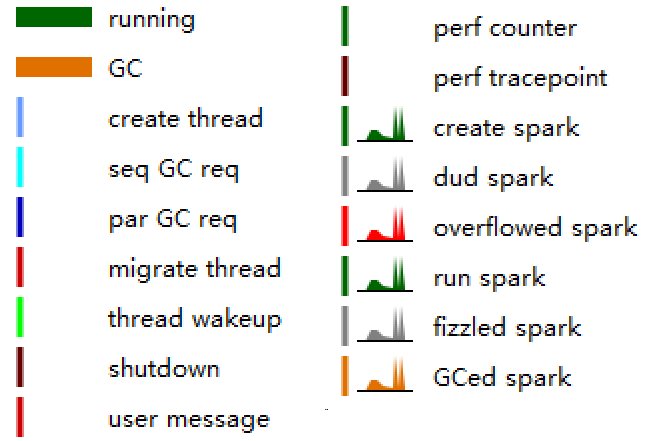 running
GC
create thread
seq GC req
par GC req
migrate thread
thread wakeup
shutdown
user message
perf counter
perf tracepoint
create spark
dud spark
overflowed spark
run spark
fizzled spark
GCed spark